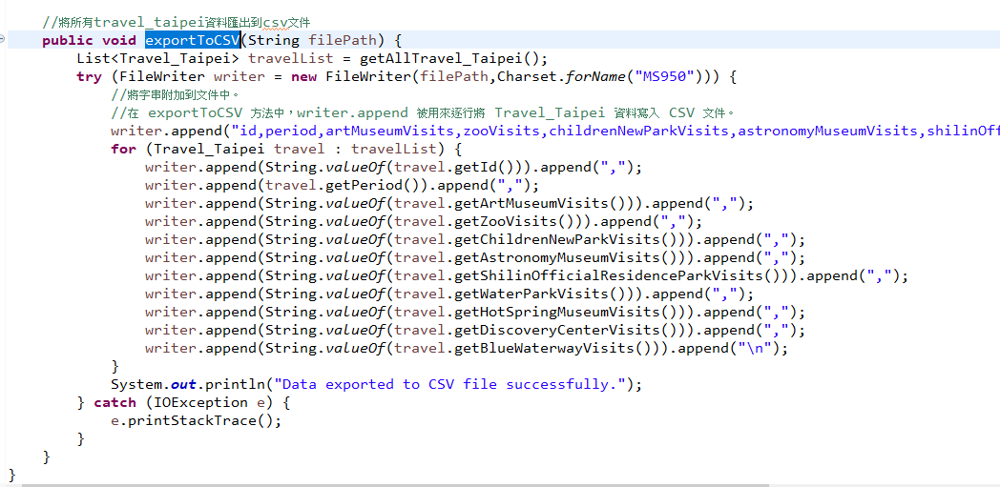 //將所有travel_taipei資料匯出到csv文件
public void exportToCSV(String filePath) {
List<Travel_Taipei> travelList = getAllTravel_Taipei();
try (FileWriter writer = new FileWriter(filePath,Charset.forName("MS950"))) {
//將字串附加到文件中。
//在 exportToCSV 方法中，writer.append 被用來逐行將 Travel_Taipei 資料寫入 CSV 文件。
writer.append("id,period,artMuseumVisits,zooVisits,childrenNewParkVisits,astronomyMuseumVisits,shilinOff
for (Travel_Taipei travel : travelList) {
writer.append(String.valueOf(travel.getId())).append(",");
writer.append(travel.getPeriod()).append(",");
writer.append(String.valueOf(travel.getArtMuseumVisits())).append(",");
writer.append(String.valueOf(travel.getZooVisits())).append(",");
writer.append(String.valueOf(travel.getChildrenNewParkVisits())).append(",");
writer.append(String.valueOf(travel.getAstronomyMuseumVisits())).append(",");
writer.append(String.valueOf(travel.getShilinOfficialResidenceParkVisits())).append(",");
writer.append(String.valueOf(travel.getWaterParkVisits())).append(",");
writer.append(String.valueOf(travel.getHotSpringMuseumVisits())).append(",");
writer.append(String.valueOf(travel.getDiscoveryCenterVisits())).append(",");
writer.append(String.valueOf(travel.getBlueWaterwayVisits())).append("\n");
}
System.out.println("Data exported to CSV file successfully.");
} catch (IOException e) {
e.printStackTrace();
}
}
}